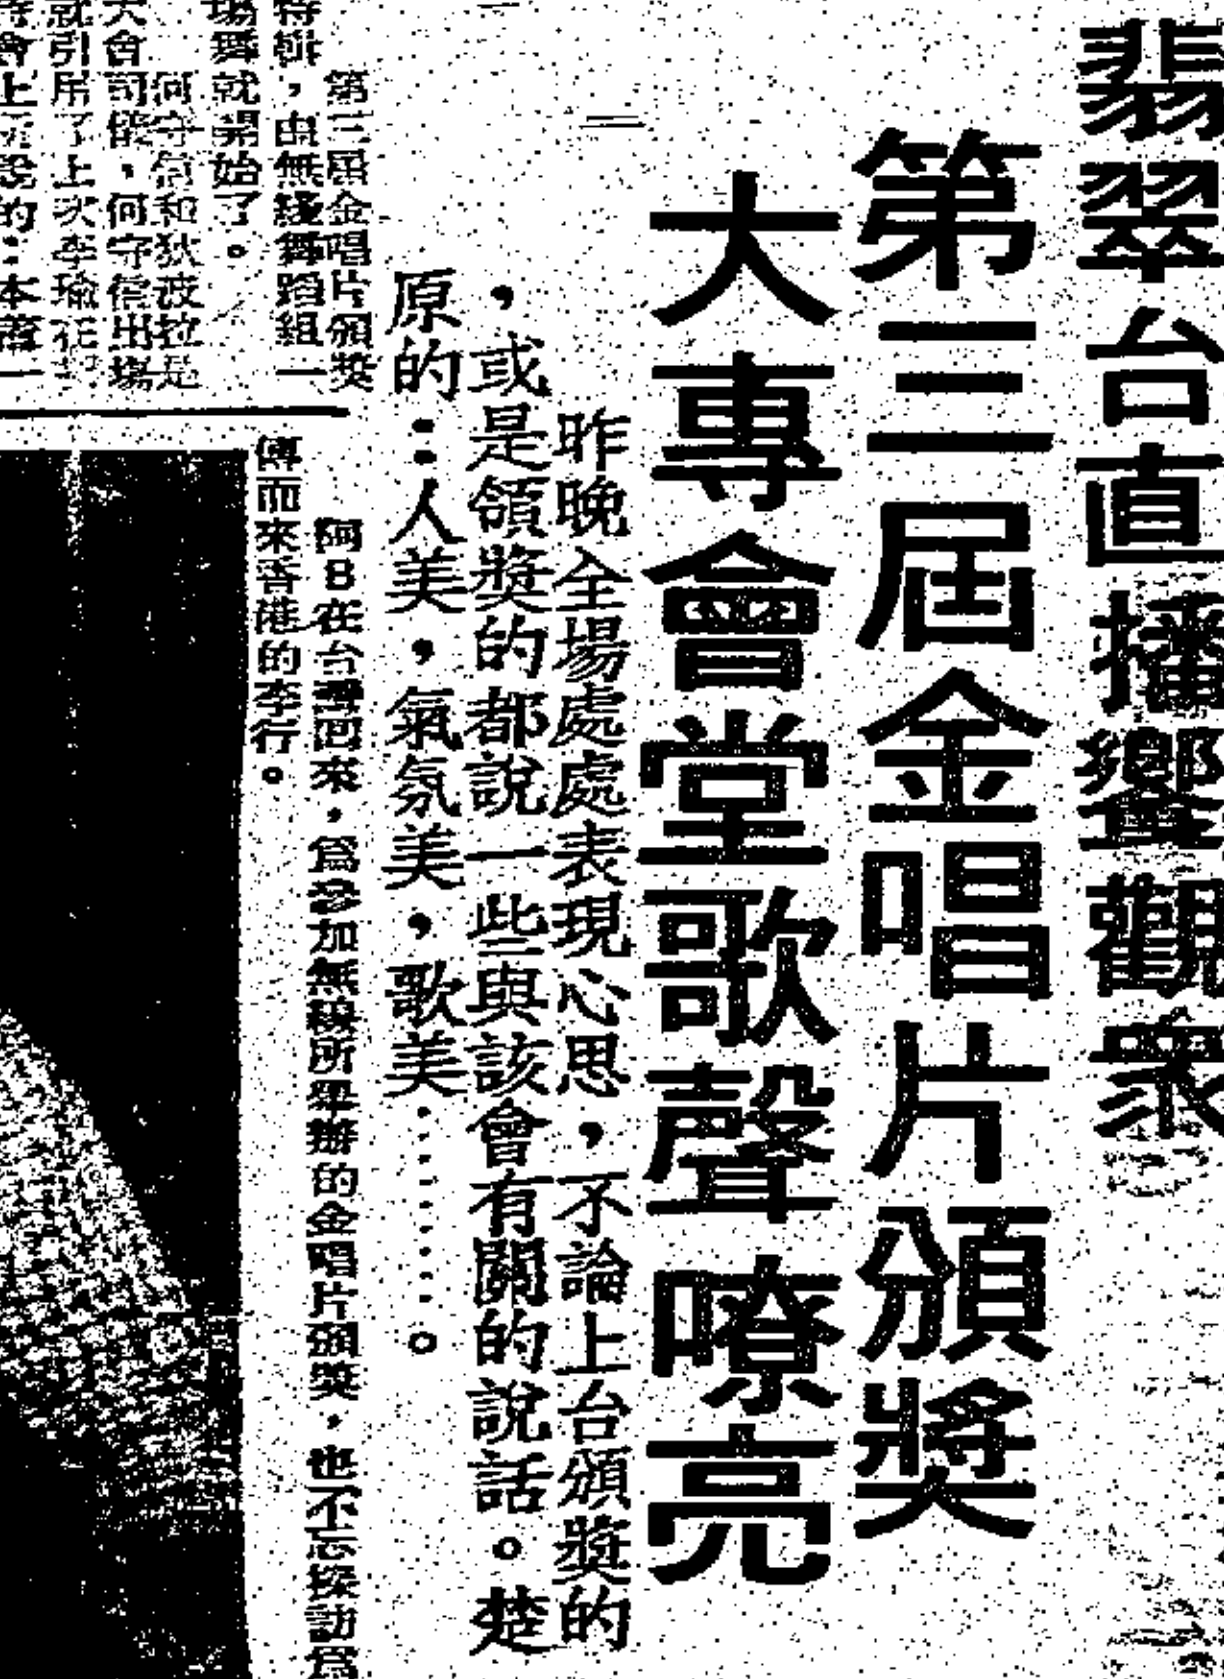 翡翠台直播饗觀衆
第三屆金唱片頒獎
大專會堂歌聲嘹亮
昨晚全場處處表現心思，不論上台頒獎的
，或是領獎的都說一些與該會有關的說話。楚
原的：人美，氣氛美，歌美………。
第三屆金唱片頒獎
特輯，由無綫舞蹈組一
場舞就開始了。
何守信和狄波拉是
大會司儀，何守信出場
就引用了上次李瑜在
阿B在台灣回來，爲參加無綫所舉辦的金唱片頒獎，也不忘探訪爲
傳而來香港的李行。